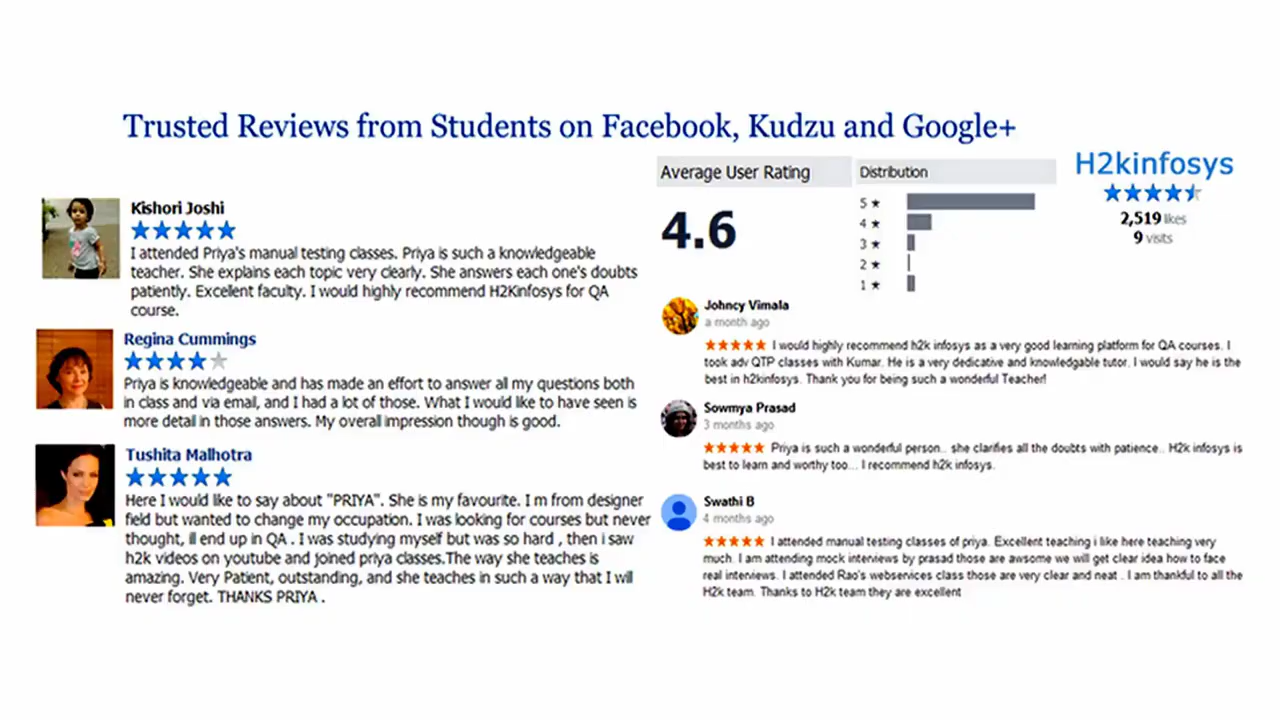 Trusted Reviews from Students on Facebook, Kudzu and Google+
Kishori Joshi
I attended Priya's manual testing classes. Priya is such a knowledgeable
teacher. She explains each topic very clearly. She answers each one's doubts
patiently. Excellent faculty. I would highly recommend H2Kinfosys for QA
course.
Regina Cummings
Priya is knowledgeable and has made an effort to answer all my questions both
in class and via email, and I had a lot of those. What I would like to have seen is
more detail in those answers. My overall impression though is good.
Tushita Malhotra
Here I would like to say about "PRIYA". She is my favourite. I m from designer
field but wanted to change my occupation. I was looking for courses but never
thought, ill end up in QA . I was studying myself but was so hard , then i saw
h2k videos on youtube and joined priya classes.The way she teaches is
amazing. Very Patient, outstanding, and she teaches in such a way that I will
never forget. THANKS PRIYA .
Average User Rating
4.6
Distribution
5 ★
4 ★
3 ★
2 ★
1 ★
H2kinfosys
2,519 likes
9 visits
Johncy Vimala
a month ago
I would highly recommend h2k infosys as a very good learning platform for QA courses. I
took adv QTP classes with Kumar. He is a very dedicative and knowledgable tutor. I would say he is the
best in h2kinfosys. Thank you for being such a wonderful Teacher!
Sowmya Prasad
3 months ago
Priya is such a wonderful person.. she clarifies all the doubts with patience.. H2k infosys is
best to learn and worthy too... I recommend h2k infosys.
Swathi B
4 months ago
I attended manual testing classes of priya. Excellent teaching i like here teaching very
much. I am attending mock interviews by prasad those are awsome we will get clear idea how to face
real interviews. I attended Rao's webservices class those are very clear and neat . I am thankful to all the
H2k team. Thanks to H2k team they are excellent